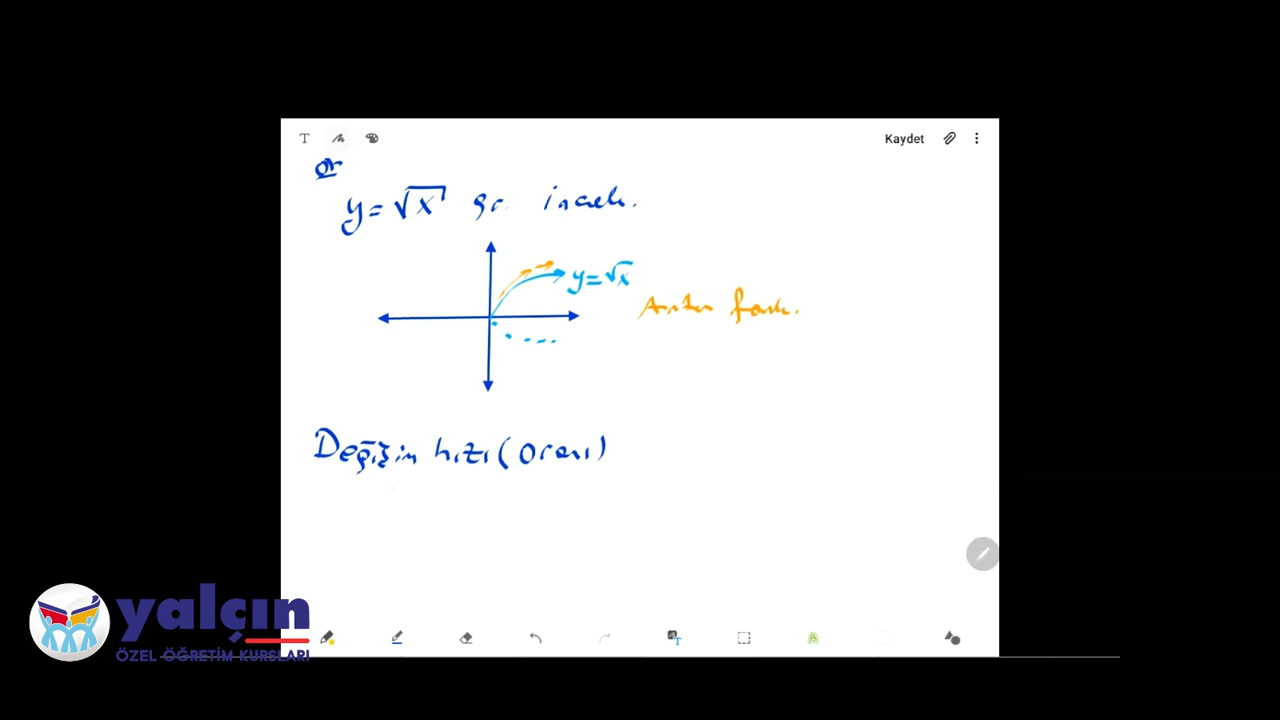 T Kaydet
Ör
y=√x gr. incele.
y=√x
Artan fonk.
Değişim hızı (Oranı)
yalçın
ÖZEL ÖĞRETİM KURSLARI